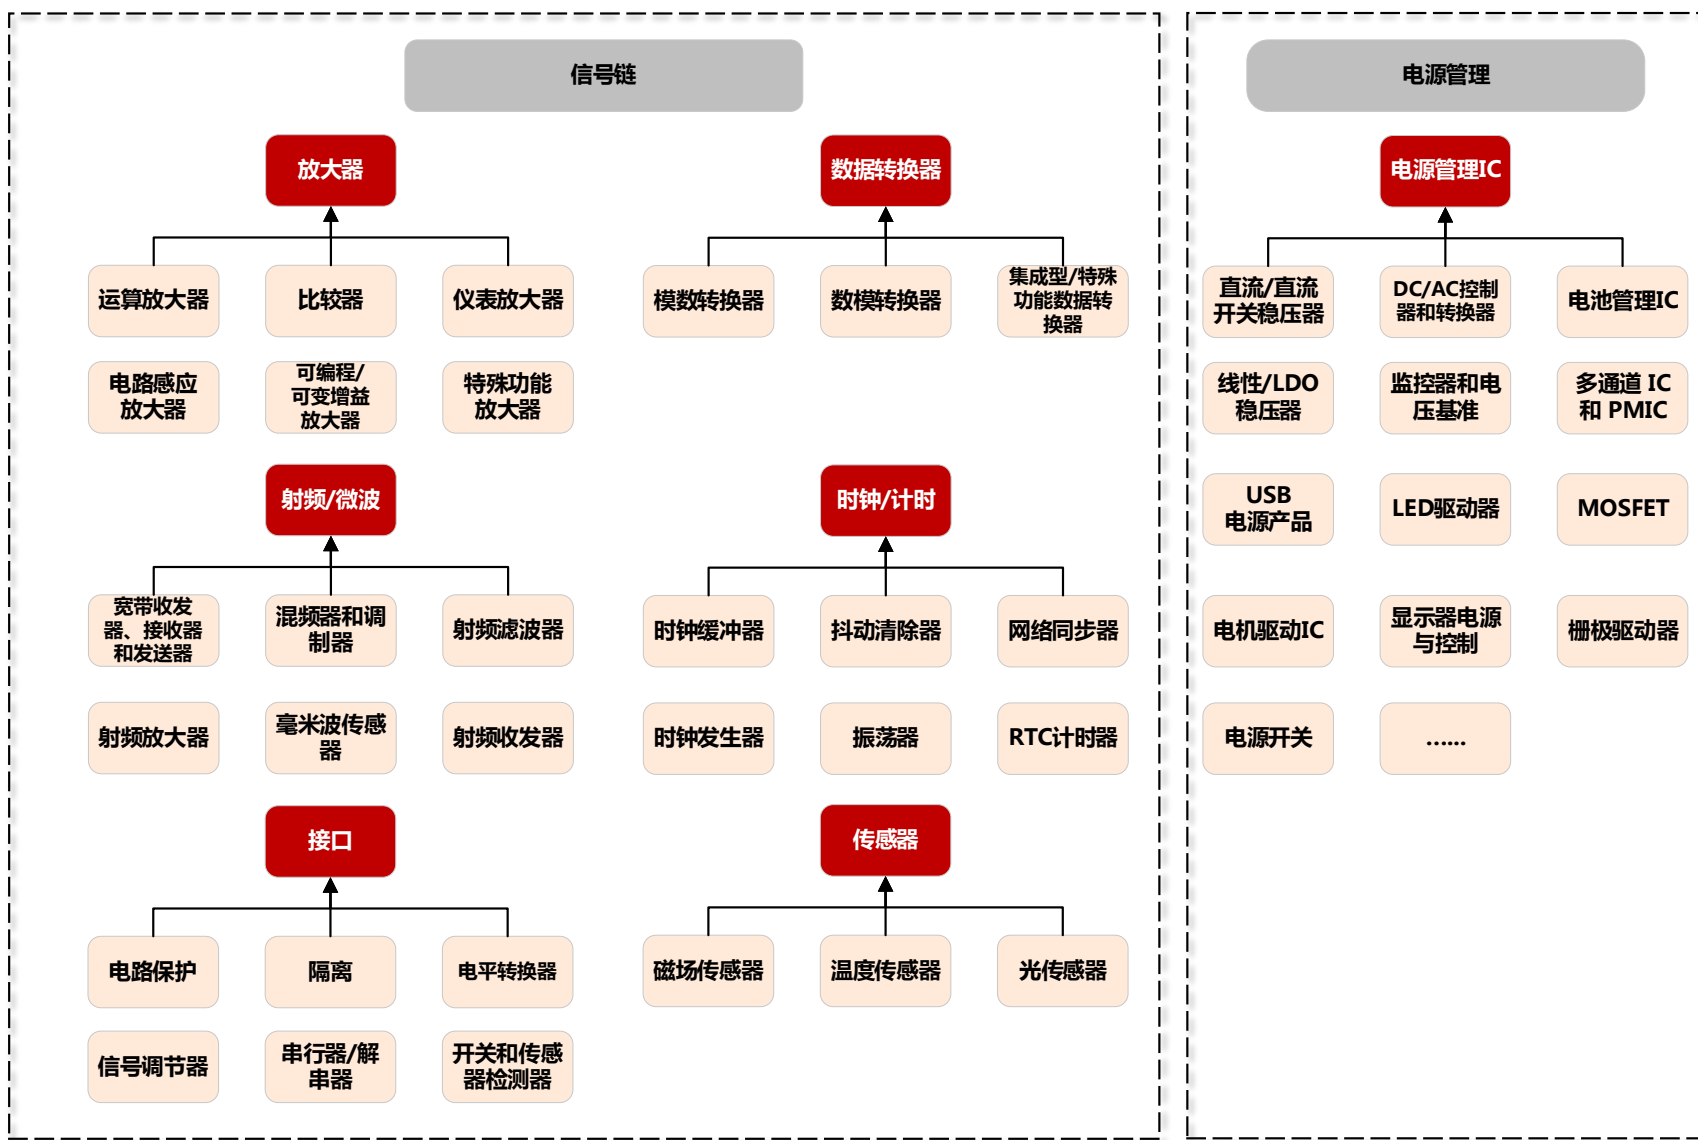 信号链
放大器
数据转换器
运算放大器
比较器
仪表放大器
模数转换器
数模转换器
集成型/特殊
功能数据转
换器
电路感应
放大器
可编程/
可变增益
放大器
特殊功能
放大器
射频/微波
时钟/计时
宽带收发
器、接收器
和发送器
混频器和调
制器
射频滤波器
时钟缓冲器
抖动清除器
网络同步器
射频放大器
毫米波传感
器
射频收发器
时钟发生器
振荡器
RTC计时器
接口
传感器
电路保护
隔离
电平转换器
磁场传感器
温度传感器
光传感器
信号调节器
串行器/解
串器
开关和传感
器检测器
电源管理
电源管理IC
直流/直流
开关稳压器
DC/AC控制
器和转换器
电池管理IC
线性/LDO
稳压器
监控器和电
压基准
多通道 IC
和 PMIC
USB
电源产品
LED驱动器
MOSFET
电机驱动IC
显示器电源
与控制
栅极驱动器
电源开关
……